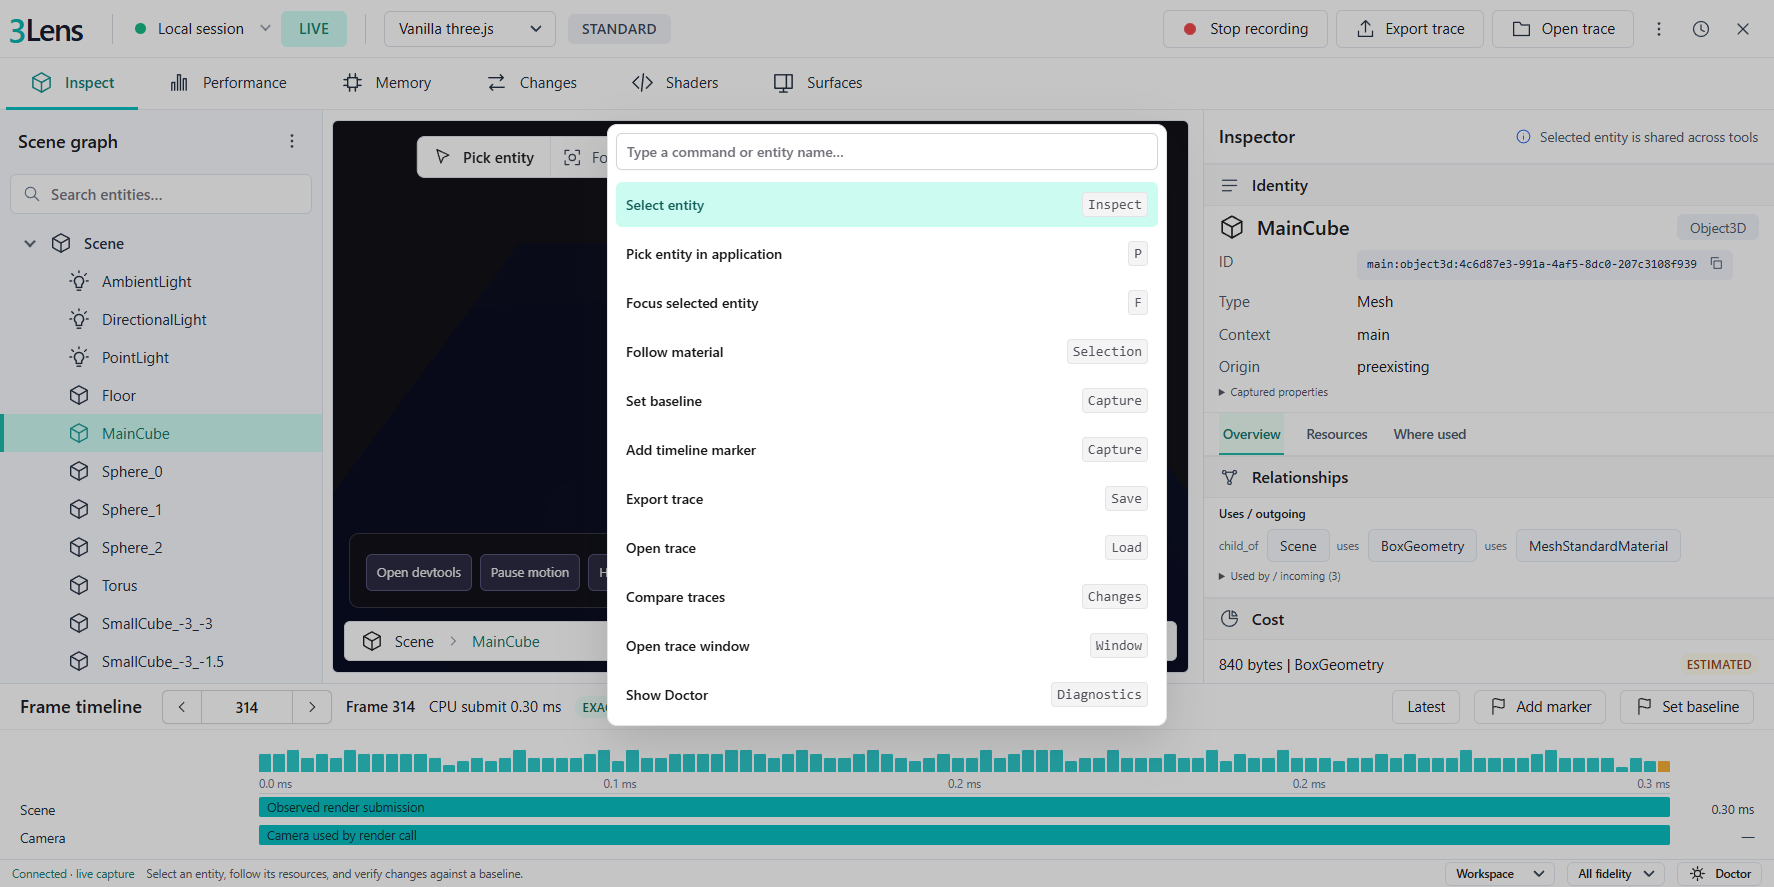 3Lens
Local session
LIVE
Vanilla three.js
STANDARD
Stop recording
Export trace
Open trace
Inspect
Performance
Memory
Changes
Shaders
Surfaces
Scene graph
Search entities...
Scene
AmbientLight
DirectionalLight
PointLight
Floor
MainCube
Sphere_0
Sphere_1
Sphere_2
Torus
SmallCube_-3_-3
SmallCube_-3_-1.5
Pick entity
Fo
Open devtools
Pause motion
H
Scene > MainCube
Type a command or entity name...
Select entity Inspect
Pick entity in application P
Focus selected entity F
Follow material Selection
Set baseline Capture
Add timeline marker Capture
Export trace Save
Open trace Load
Compare traces Changes
Open trace window Window
Show Doctor Diagnostics
Inspector
Selected entity is shared across tools
Identity
MainCube
Object3D
ID main:object3d:4c6d87e3-991a-4af5-8dc0-207c3108f939
Type Mesh
Context main
Origin preexisting
Captured properties
Overview
Resources
Where used
Relationships
Uses / outgoing
child_of Scene uses BoxGeometry uses MeshStandardMaterial
Used by / incoming (3)
Cost
840 bytes | BoxGeometry
ESTIMATED
Frame timeline
314
Frame 314
CPU submit 0.30 ms
EXA
Latest
Add marker
Set baseline
0.0 ms 0.1 ms 0.2 ms 0.2 ms 0.3 ms
Scene Observed render submission 0.30 ms
Camera Camera used by render call —
Connected · live capture
Select an entity, follow its resources, and verify changes against a baseline.
Workspace
All fidelity
Doctor